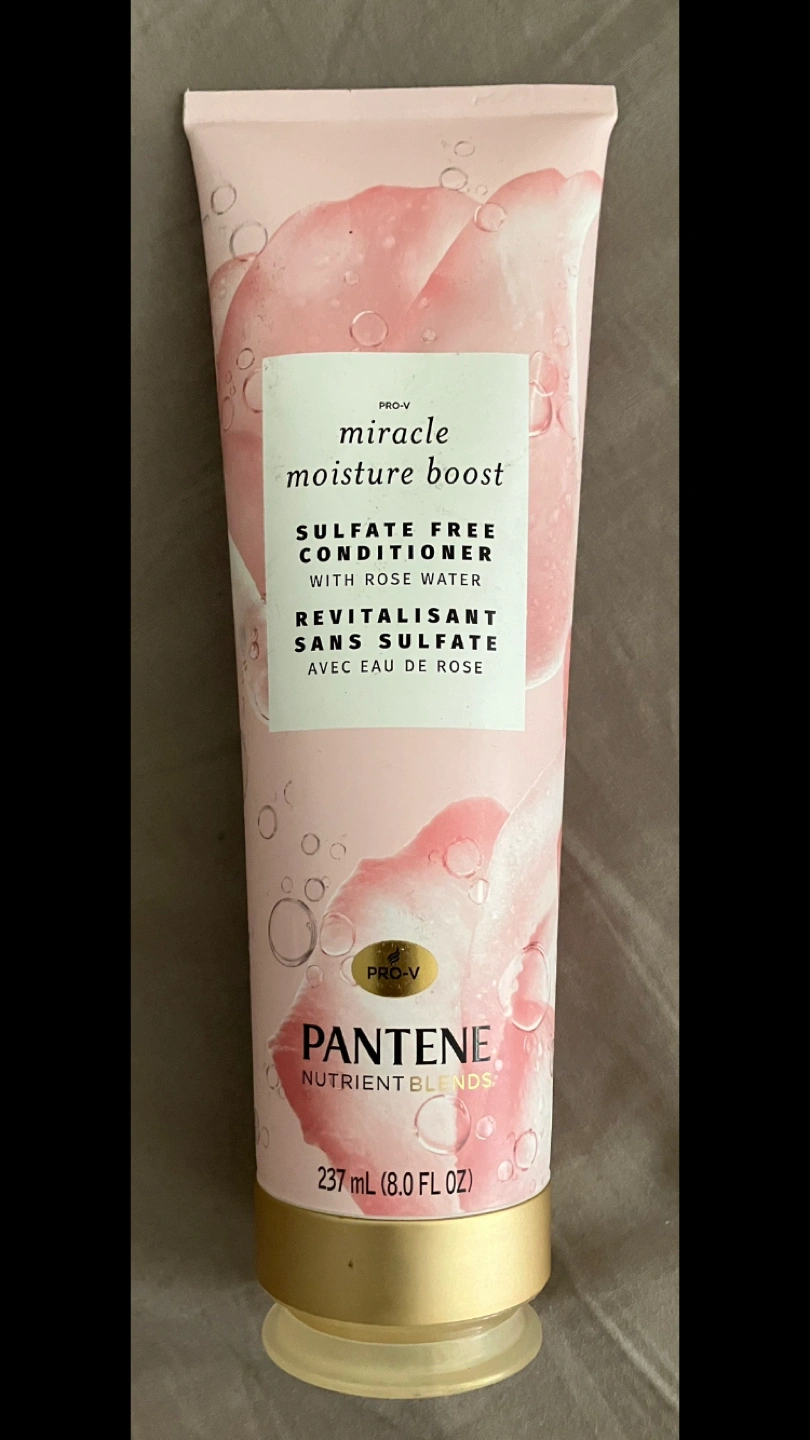 PRO-V
miracle
moisture boost
SULFATE FREE
CONDITIONER
WITH ROSE WATER
REVITALISANT
SANS SULFATE
AVEC EAU DE ROSE
PRO-V
PANTENE
NUTRIENT BLENDS
237 mL (8.0 FL OZ)